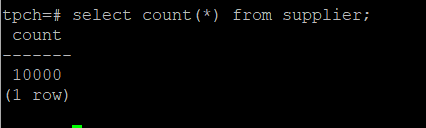 tpch=# select count(*) from supplier;
count
-------
10000
(1 row)